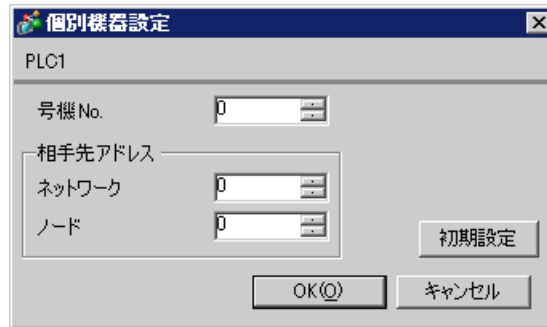 個別機器設定
PLC1
号機No. 0
相手先アドレス
ネットワーク 0
ノード 0
初期設定
OK(O) キャンセル